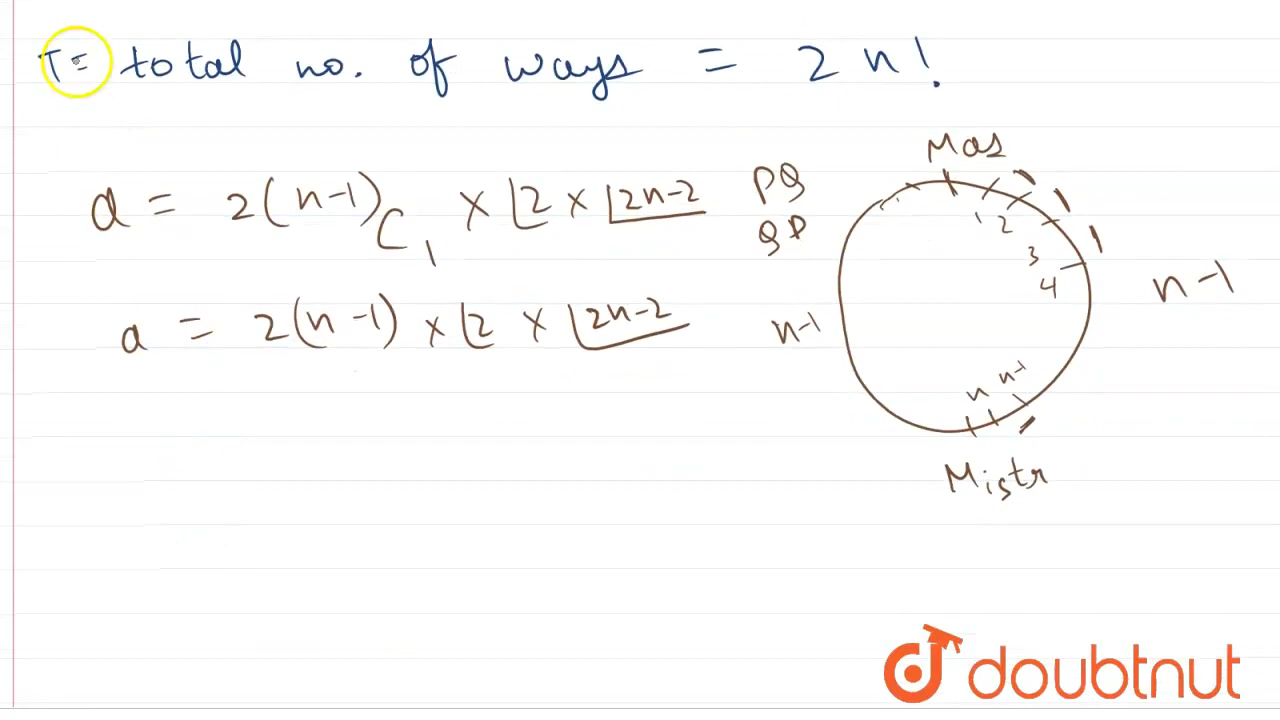 T = total no. of ways = 2n!
a = 2(n-1)C1 × ⌊2 × ⌊2n-2
PQ
QP
a = 2(n-1) × ⌊2 × ⌊2n-2
Mas
1 2
3
4
n-1
n-1
n n-1
Mistr
doubtnut